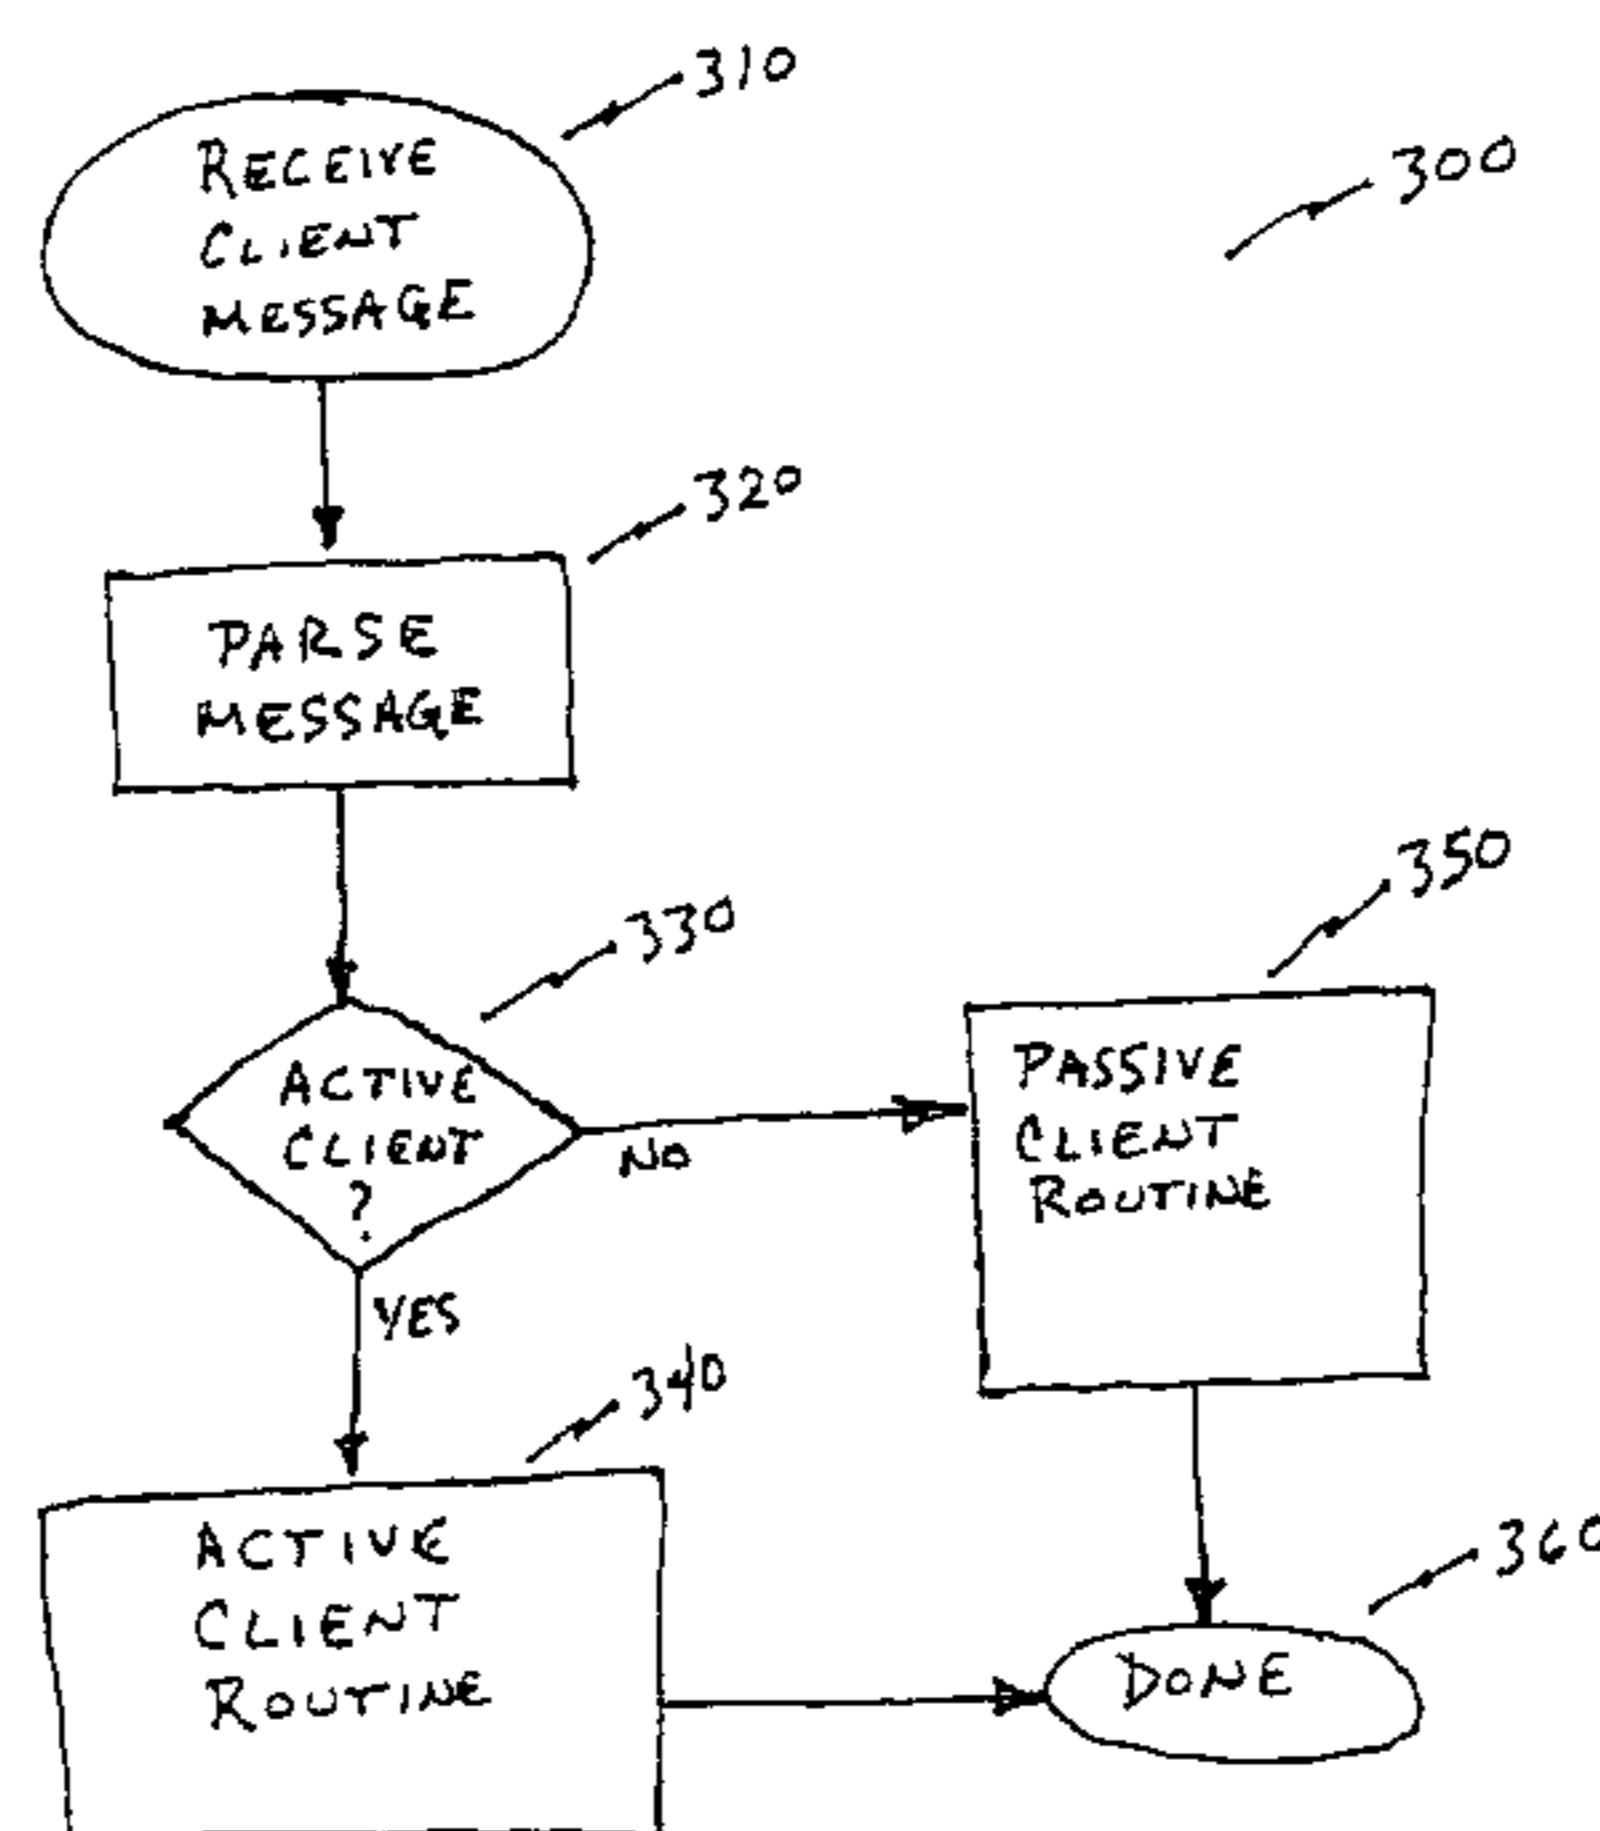 310
RECEIVE
CLIENT
MESSAGE
300
320
PARSE
MESSAGE
330
350
ACTIVE
CLIENT
?
NO
PASSIVE
CLIENT
ROUTINE
YES
340
ACTIVE
CLIENT
ROUTINE
360
DONE